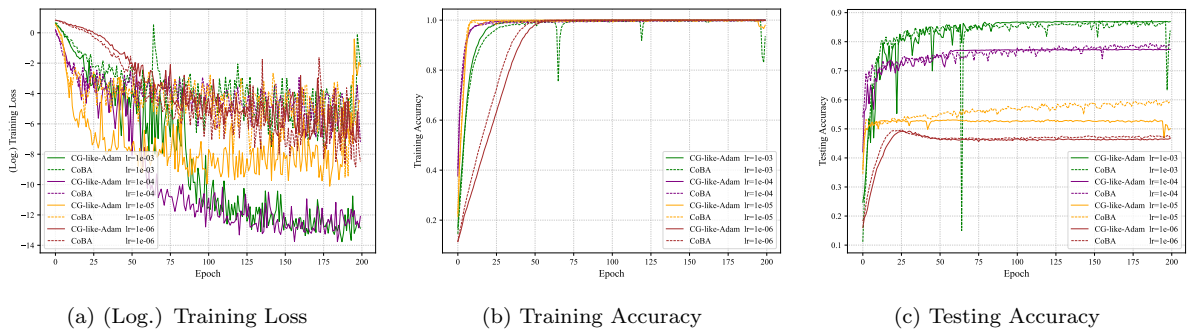 0
−2
−4
−6
−8
−10
−12
−14
(Log.) Training Loss
CG-like-Adam lr=1e-03
CoBA lr=1e-03
CG-like-Adam lr=1e-04
CoBA lr=1e-04
CG-like-Adam lr=1e-05
CoBA lr=1e-05
CG-like-Adam lr=1e-06
CoBA lr=1e-06
0 25 50 75 100 125 150 175 200
Epoch
(a) (Log.) Training Loss
1.0
0.8
0.6
0.4
0.2
Training Accuracy
CG-like-Adam lr=1e-03
CoBA lr=1e-03
CG-like-Adam lr=1e-04
CoBA lr=1e-04
CG-like-Adam lr=1e-05
CoBA lr=1e-05
CG-like-Adam lr=1e-06
CoBA lr=1e-06
0 25 50 75 100 125 150 175 200
Epoch
(b) Training Accuracy
0.9
0.8
0.7
0.6
0.5
0.4
0.3
0.2
0.1
Testing Accuracy
CG-like-Adam lr=1e-03
CoBA lr=1e-03
CG-like-Adam lr=1e-04
CoBA lr=1e-04
CG-like-Adam lr=1e-05
CoBA lr=1e-05
CG-like-Adam lr=1e-06
CoBA lr=1e-06
0 25 50 75 100 125 150 175 200
Epoch
(c) Testing Accuracy